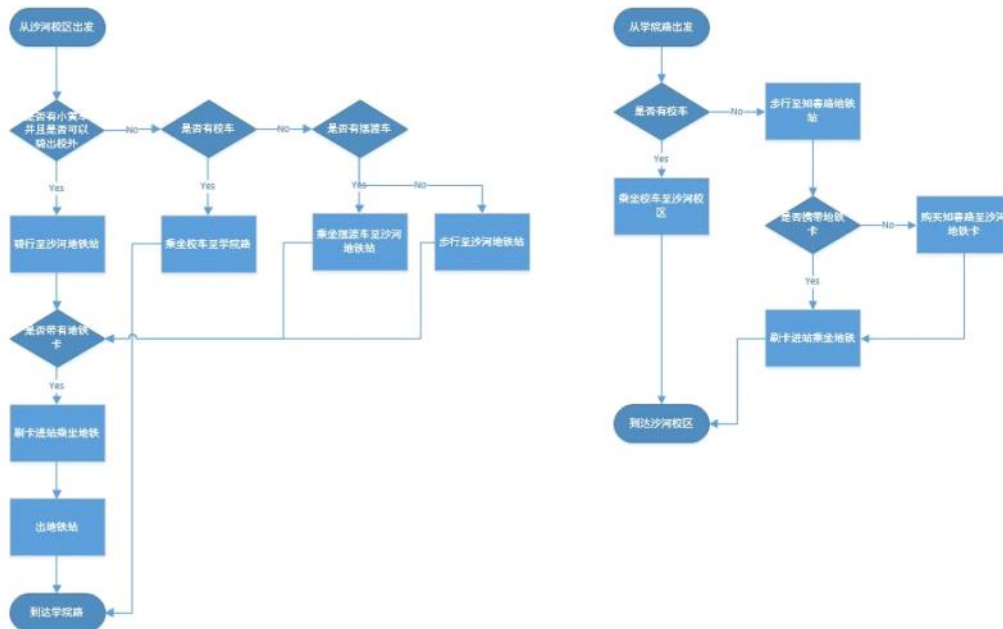 从沙河校区出发
是否有小黄车
并且是否可以
骑出校外
No
是否有校车
No
是否有摆渡车
Yes
Yes
Yes
No
骑行至沙河地铁站
乘坐校车至学院路
乘坐摆渡车至沙河
地铁站
步行至沙河地铁站
是否带有地铁
卡
Yes
刷卡进站乘坐地铁
出地铁站
到达学院路
从学院路出发
是否有校车
No
步行至知春路地铁
站
Yes
乘坐校车至沙河校
区
是否携带地铁
卡
No
购买知春路至沙河
地铁卡
Yes
刷卡进站乘坐地铁
到达沙河校区